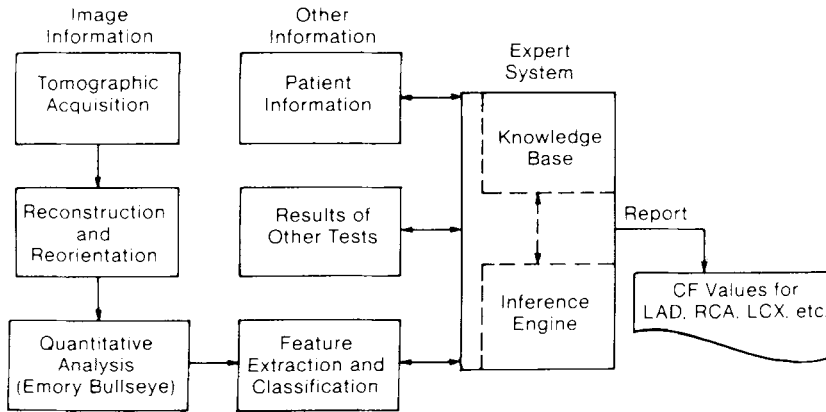 Image
Information
Other
Information
Expert
System
Tomographic
Acquisition
Patient
Information
Knowledge
Base
Reconstruction
and
Reorientation
Results of
Other Tests
Report
Inference
Engine
CF Values for
LAD, RCA, LCX, etc.
Quantitative
Analysis
(Emory Bullseye)
Feature
Extraction and
Classification